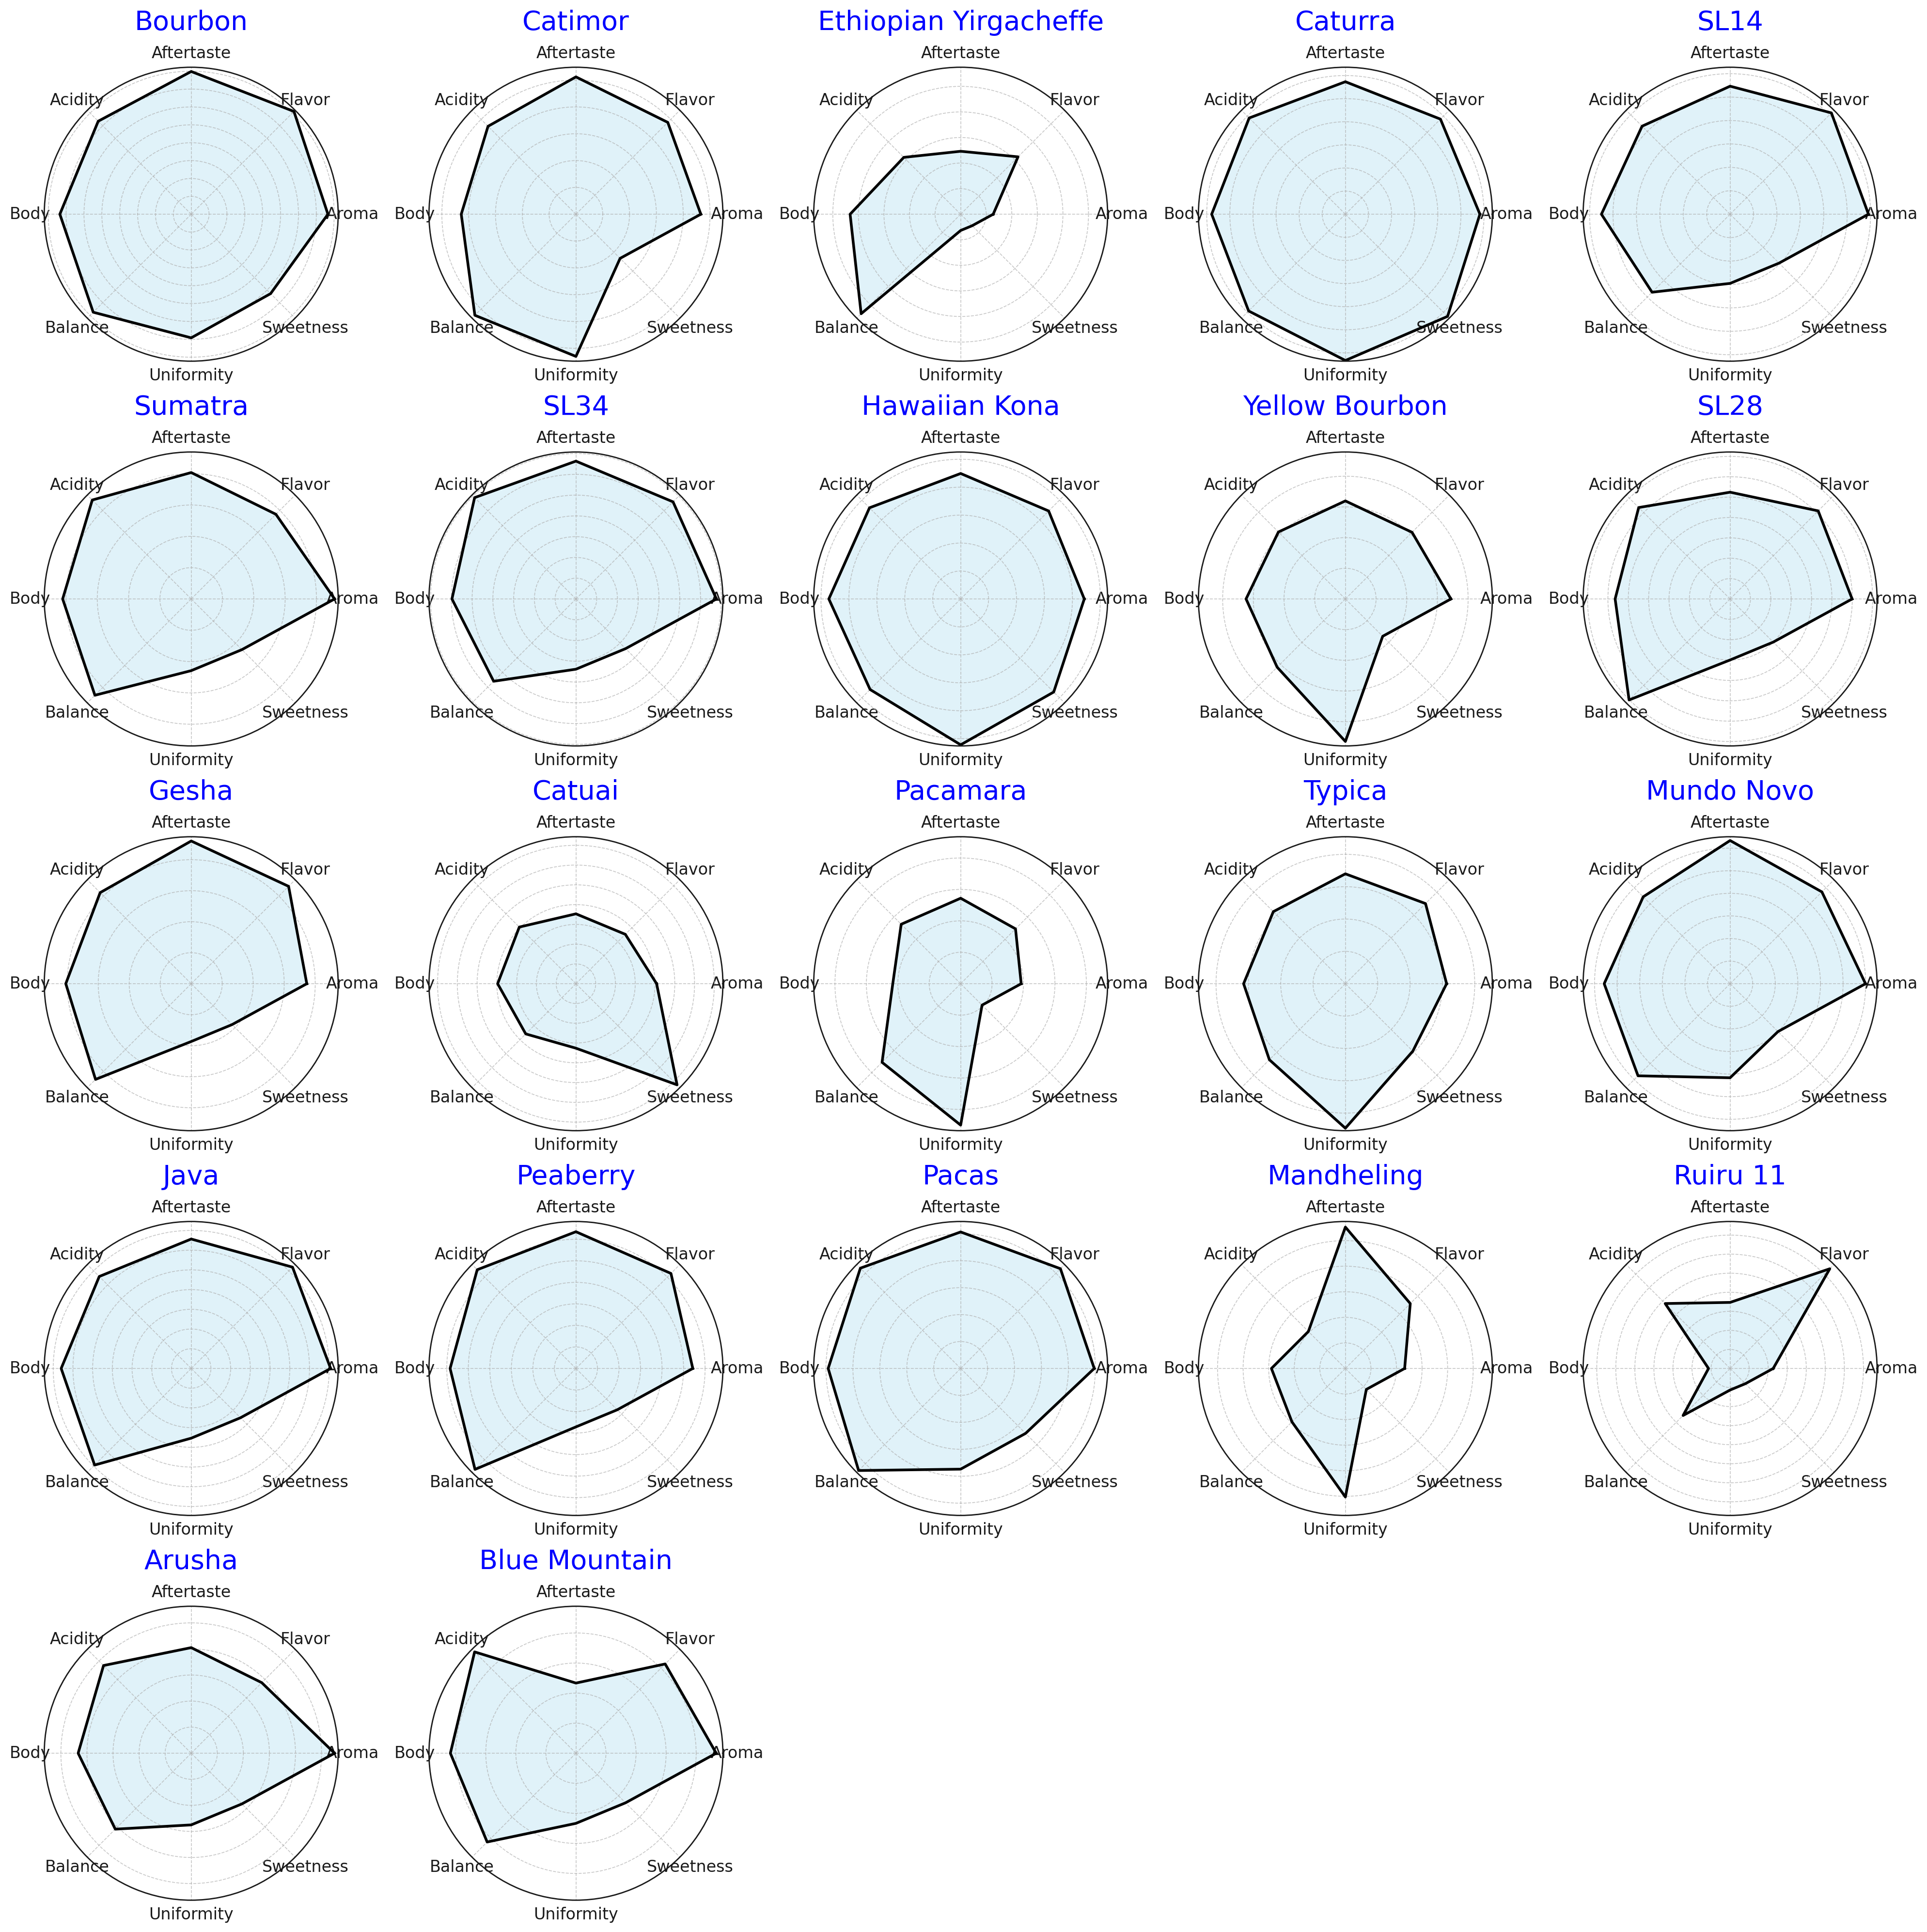 Bourbon
Aftertaste
Acidity
Flavor
Body
Aroma
Balance
Sweetness
Uniformity
Catimor
Aftertaste
Acidity
Flavor
Body
Aroma
Balance
Sweetness
Uniformity
Ethiopian Yirgacheffe
Aftertaste
Acidity
Flavor
Body
Aroma
Balance
Sweetness
Uniformity
Caturra
Aftertaste
Acidity
Flavor
Body
Aroma
Balance
Sweetness
Uniformity
SL14
Aftertaste
Acidity
Flavor
Body
Aroma
Balance
Sweetness
Uniformity
Sumatra
Aftertaste
Acidity
Flavor
Body
Aroma
Balance
Sweetness
Uniformity
SL34
Aftertaste
Acidity
Flavor
Body
Aroma
Balance
Sweetness
Uniformity
Hawaiian Kona
Aftertaste
Acidity
Flavor
Body
Aroma
Balance
Sweetness
Uniformity
Yellow Bourbon
Aftertaste
Acidity
Flavor
Body
Aroma
Balance
Sweetness
Uniformity
SL28
Aftertaste
Acidity
Flavor
Body
Aroma
Balance
Sweetness
Uniformity
Gesha
Aftertaste
Acidity
Flavor
Body
Aroma
Balance
Sweetness
Uniformity
Catuai
Aftertaste
Acidity
Flavor
Body
Aroma
Balance
Sweetness
Uniformity
Pacamara
Aftertaste
Acidity
Flavor
Body
Aroma
Balance
Sweetness
Uniformity
Typica
Aftertaste
Acidity
Flavor
Body
Aroma
Balance
Sweetness
Uniformity
Mundo Novo
Aftertaste
Acidity
Flavor
Body
Aroma
Balance
Sweetness
Uniformity
Java
Aftertaste
Acidity
Flavor
Body
Aroma
Balance
Sweetness
Uniformity
Peaberry
Aftertaste
Acidity
Flavor
Body
Aroma
Balance
Sweetness
Uniformity
Pacas
Aftertaste
Acidity
Flavor
Body
Aroma
Balance
Sweetness
Uniformity
Mandheling
Aftertaste
Acidity
Flavor
Body
Aroma
Balance
Sweetness
Uniformity
Ruiru 11
Aftertaste
Acidity
Flavor
Body
Aroma
Balance
Sweetness
Uniformity
Arusha
Aftertaste
Acidity
Flavor
Body
Aroma
Balance
Sweetness
Uniformity
Blue Mountain
Aftertaste
Acidity
Flavor
Body
Aroma
Balance
Sweetness
Uniformity